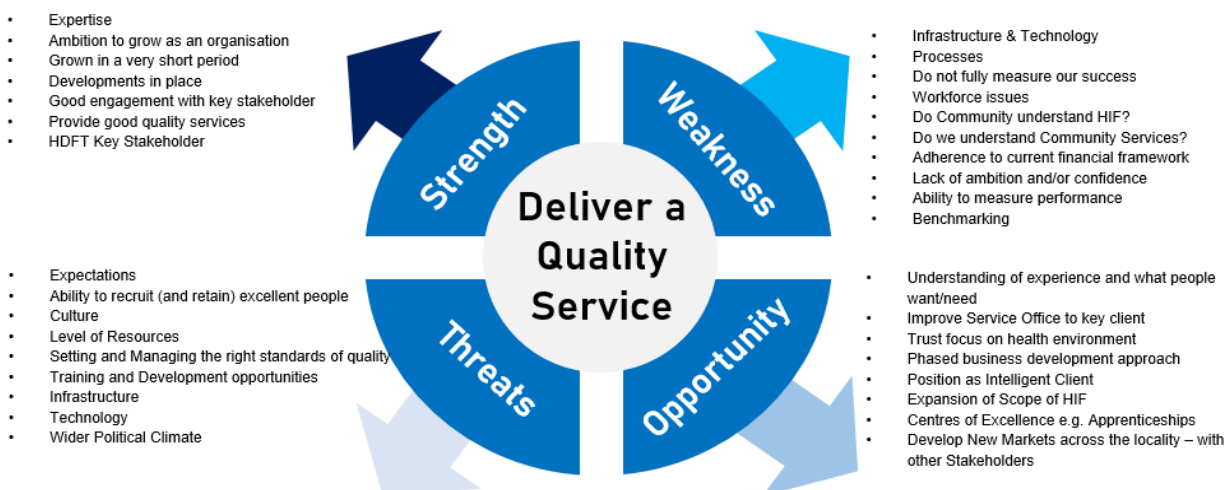 • Expertise
• Ambition to grow as an organisation
• Grown in a very short period
• Developments in place
• Good engagement with key stakeholder
• Provide good quality services
• HDFT Key Stakeholder
Strength
Weakness
• Infrastructure & Technology
• Processes
• Do not fully measure our success
• Workforce issues
• Do Community understand HIF?
• Do we understand Community Services?
• Adherence to current financial framework
• Lack of ambition and/or confidence
• Ability to measure performance
• Benchmarking
Deliver a
Quality
Service
• Expectations
• Ability to recruit (and retain) excellent people
• Culture
• Level of Resources
• Setting and Managing the right standards of quality
• Training and Development opportunities
• Infrastructure
• Technology
• Wider Political Climate
Threats
Opportunity
• Understanding of experience and what people
want/need
• Improve Service Office to key client
• Trust focus on health environment
• Phased business development approach
• Position as Intelligent Client
• Expansion of Scope of HIF
• Centres of Excellence e.g. Apprenticeships
• Develop New Markets across the locality – with
other Stakeholders